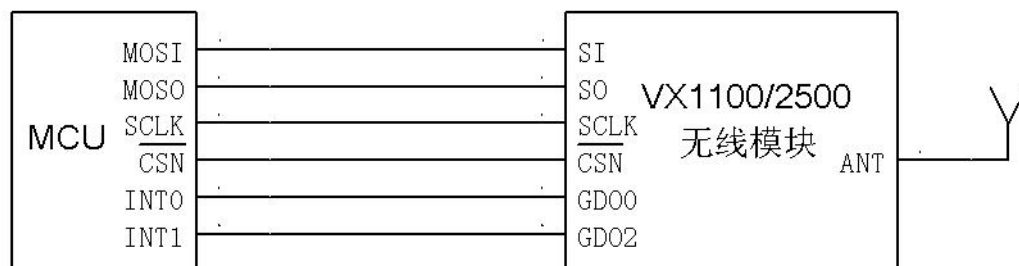 MOSI
SI
MOSO
SO
VX1100/2500
MCU
SCLK
SCLK
无线模块
CSN
CSN
ANT
INT0
GDO0
INT1
GDO2